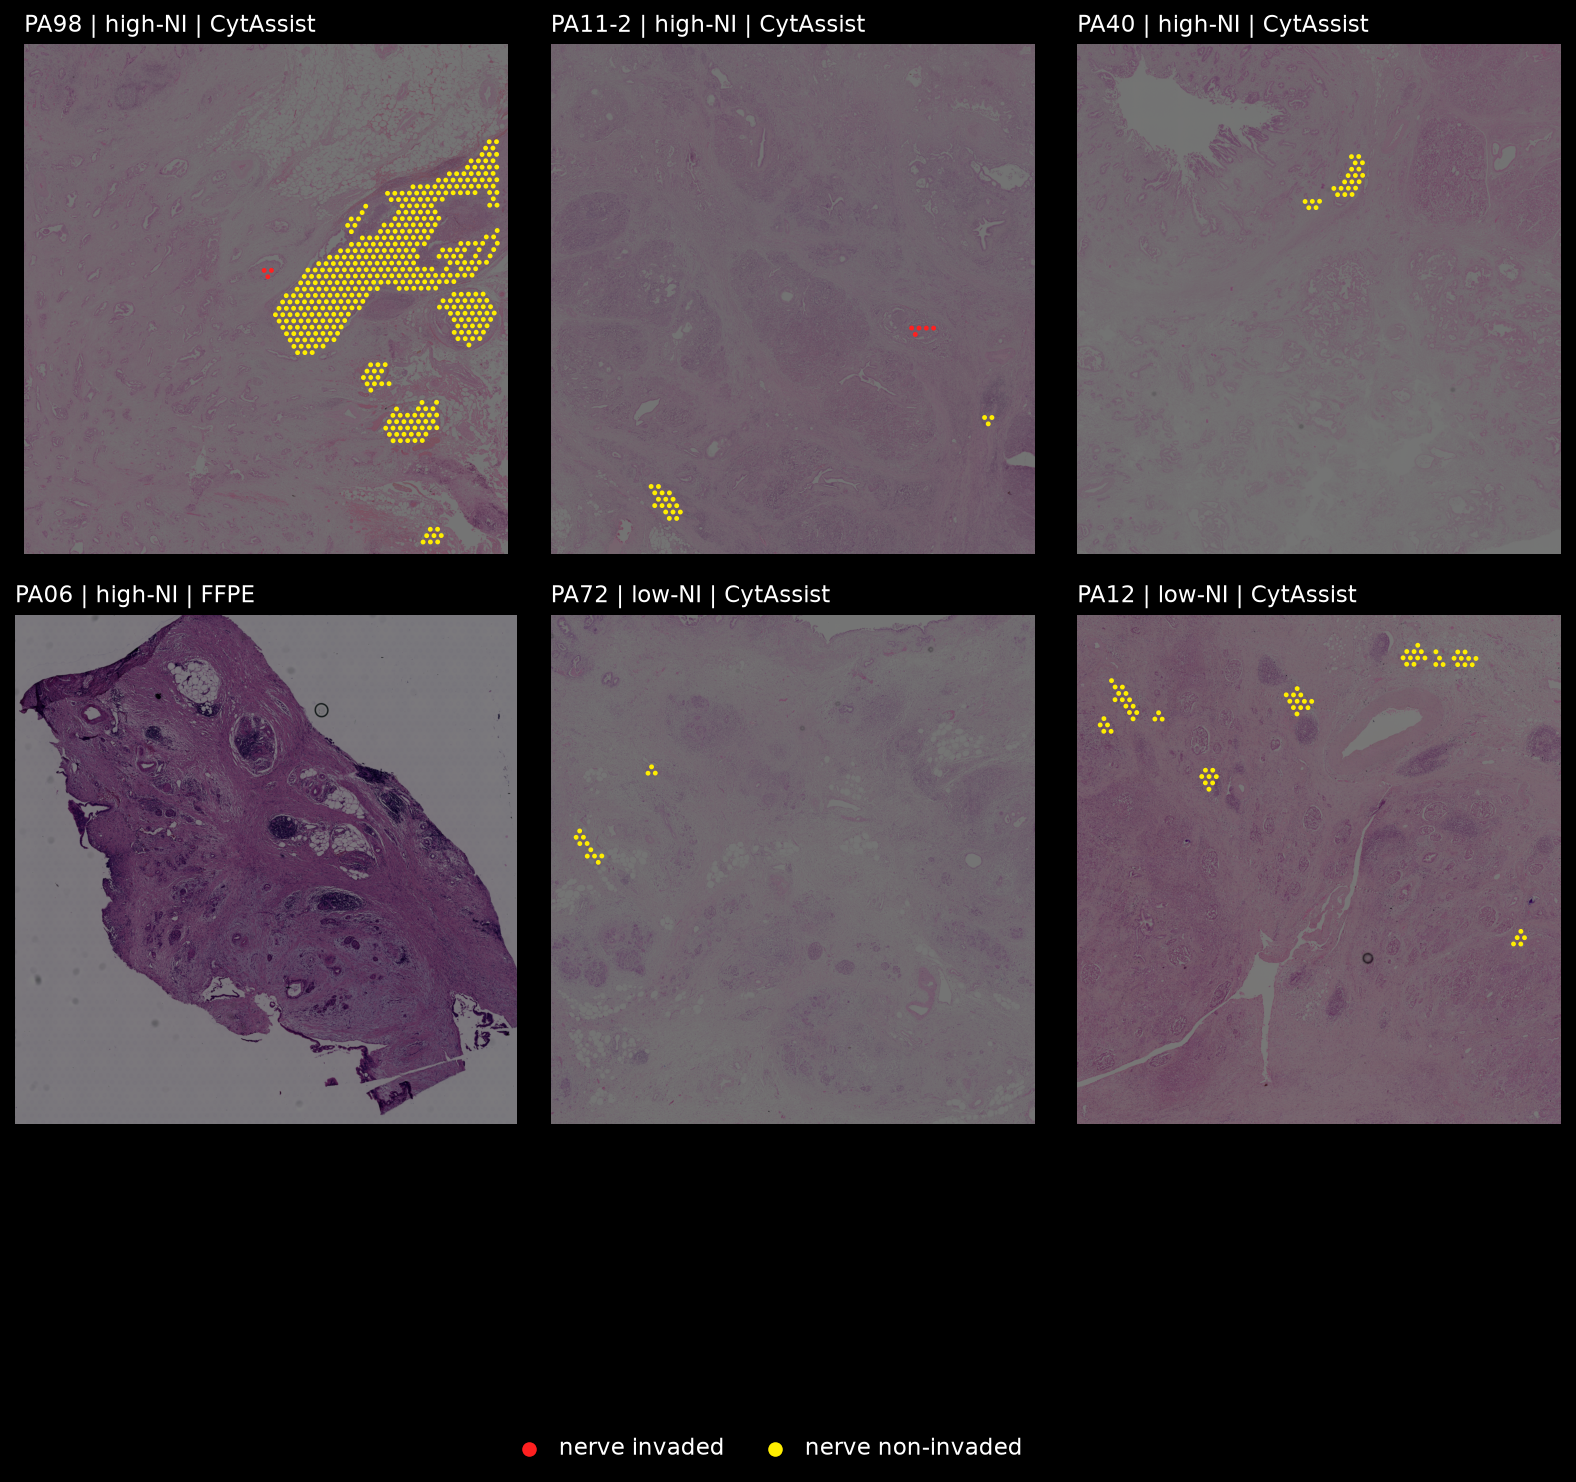 PA98 | high-NI | CytAssist
PA11-2 | high-NI | CytAssist
PA40 | high-NI | CytAssist
PA06 | high-NI | FFPE
PA72 | low-NI | CytAssist
PA12 | low-NI | CytAssist
nerve invaded
nerve non-invaded